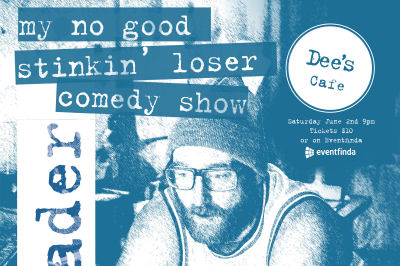 my no good
stinkin' loser
comedy show
Dee's
Cafe
Saturday June 2nd 9pm
Tickets $10
or on Eventfinda
eventfinda
ader